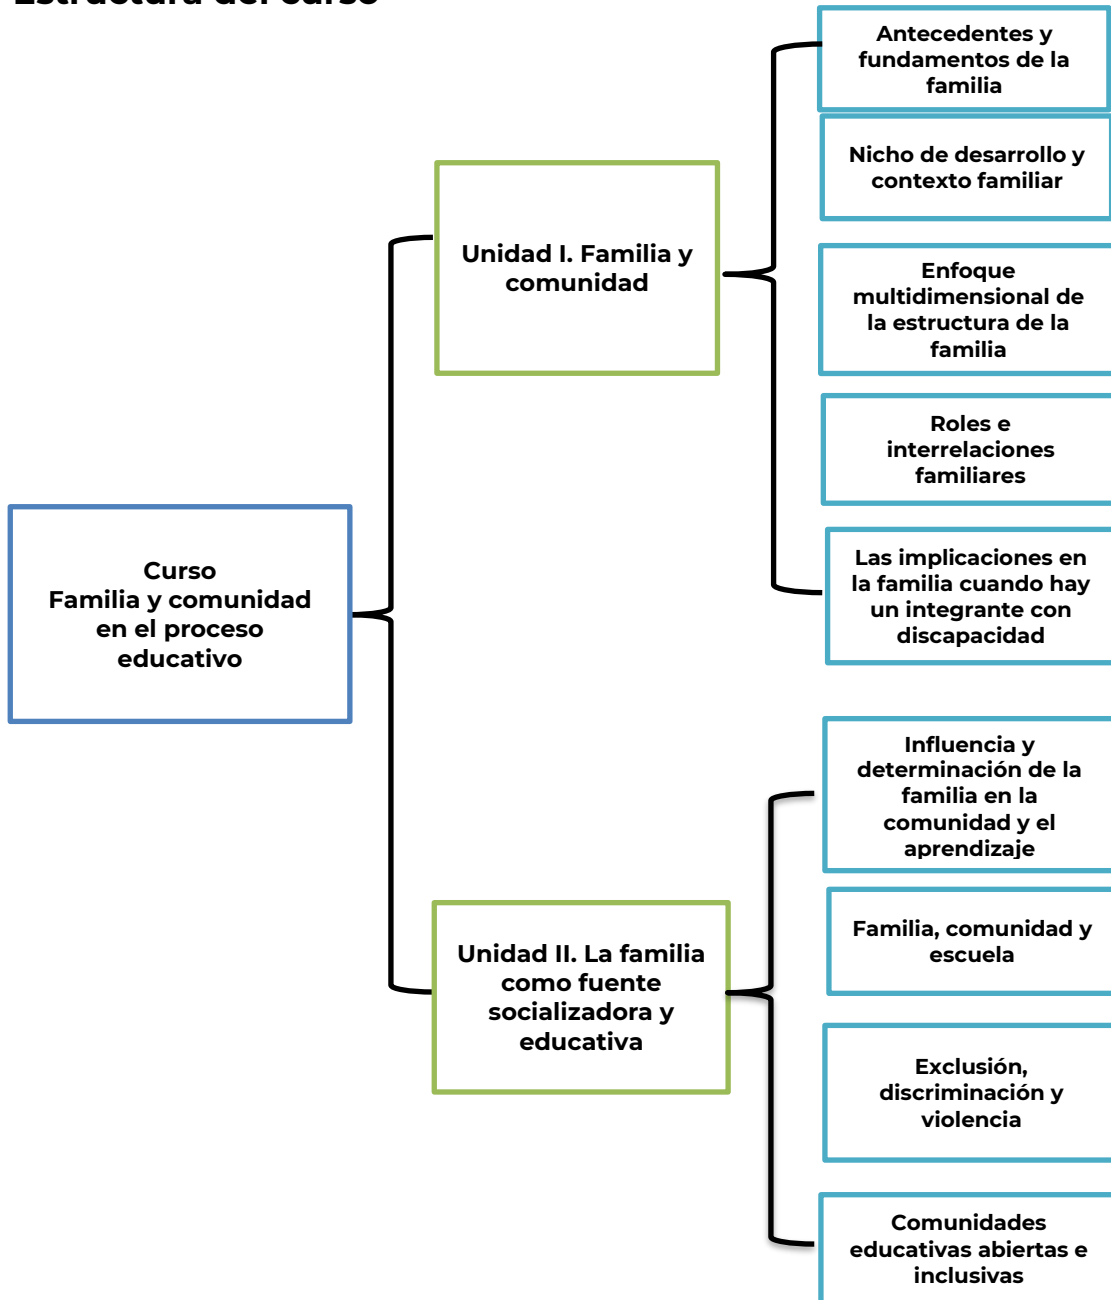 Estructura del curso
Antecedentes y
fundamentos de la
familia
Nicho de desarrollo y
contexto familiar
Unidad I. Familia y
comunidad
Enfoque
multidimensional de
la estructura de la
familia
Roles e
interrelaciones
familiares
Las implicaciones en
la familia cuando hay
un integrante con
discapacidad
Curso
Familia y comunidad
en el proceso
educativo
Influencia y
determinación de la
familia en la
comunidad y el
aprendizaje
Familia, comunidad y
escuela
Unidad II. La familia
como fuente
socializadora y
educativa
Exclusión,
discriminación y
violencia
Comunidades
educativas abiertas e
inclusivas